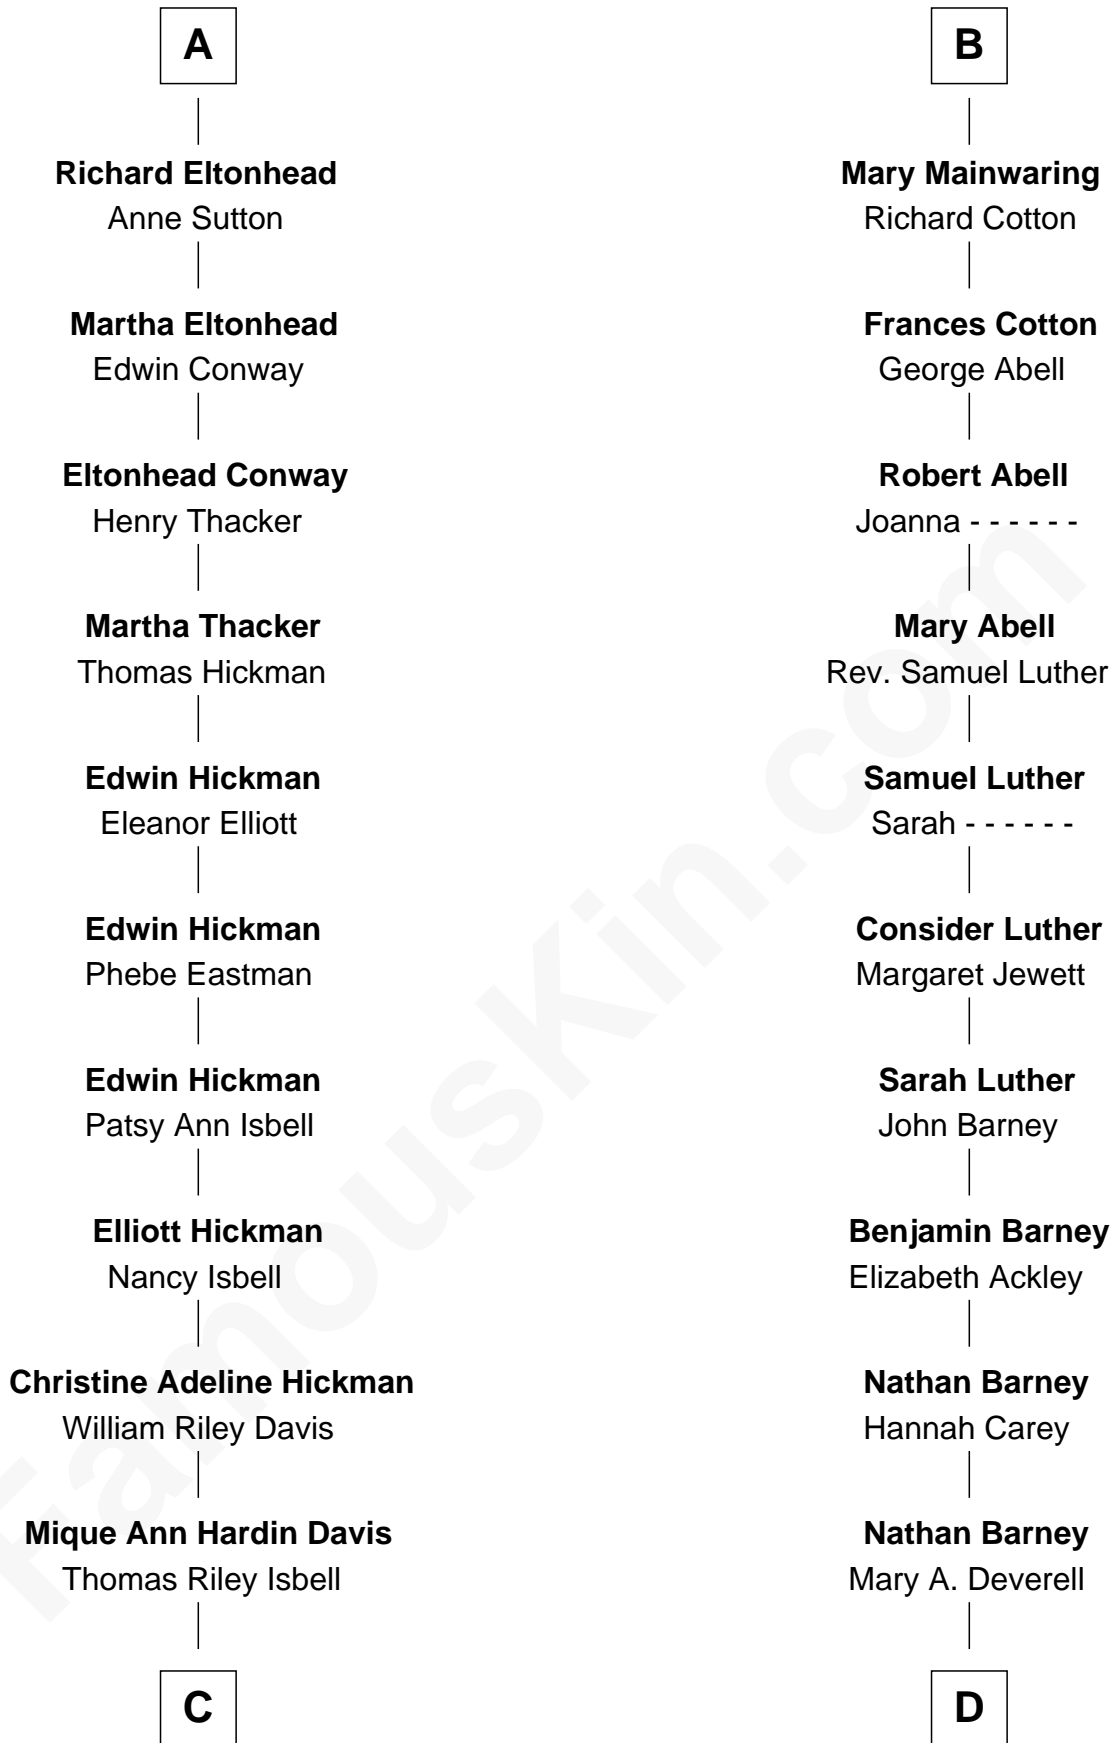 A
Richard Eltonhead
Anne Sutton
Martha Eltonhead
Edwin Conway
Eltonhead Conway
Henry Thacker
Martha Thacker
Thomas Hickman
Edwin Hickman
Eleanor Elliott
Edwin Hickman
Phebe Eastman
Edwin Hickman
Patsy Ann Isbell
Elliott Hickman
Nancy Isbell
Christine Adeline Hickman
William Riley Davis
Mique Ann Hardin Davis
Thomas Riley Isbell
C
B
Mary Mainwaring
Richard Cotton
Frances Cotton
George Abell
Robert Abell
Joanna - - - - - -
Mary Abell
Rev. Samuel Luther
Samuel Luther
Sarah - - - - - -
Consider Luther
Margaret Jewett
Sarah Luther
John Barney
Benjamin Barney
Elizabeth Ackley
Nathan Barney
Hannah Carey
Nathan Barney
Mary A. Deverell
D
FamousKin.com